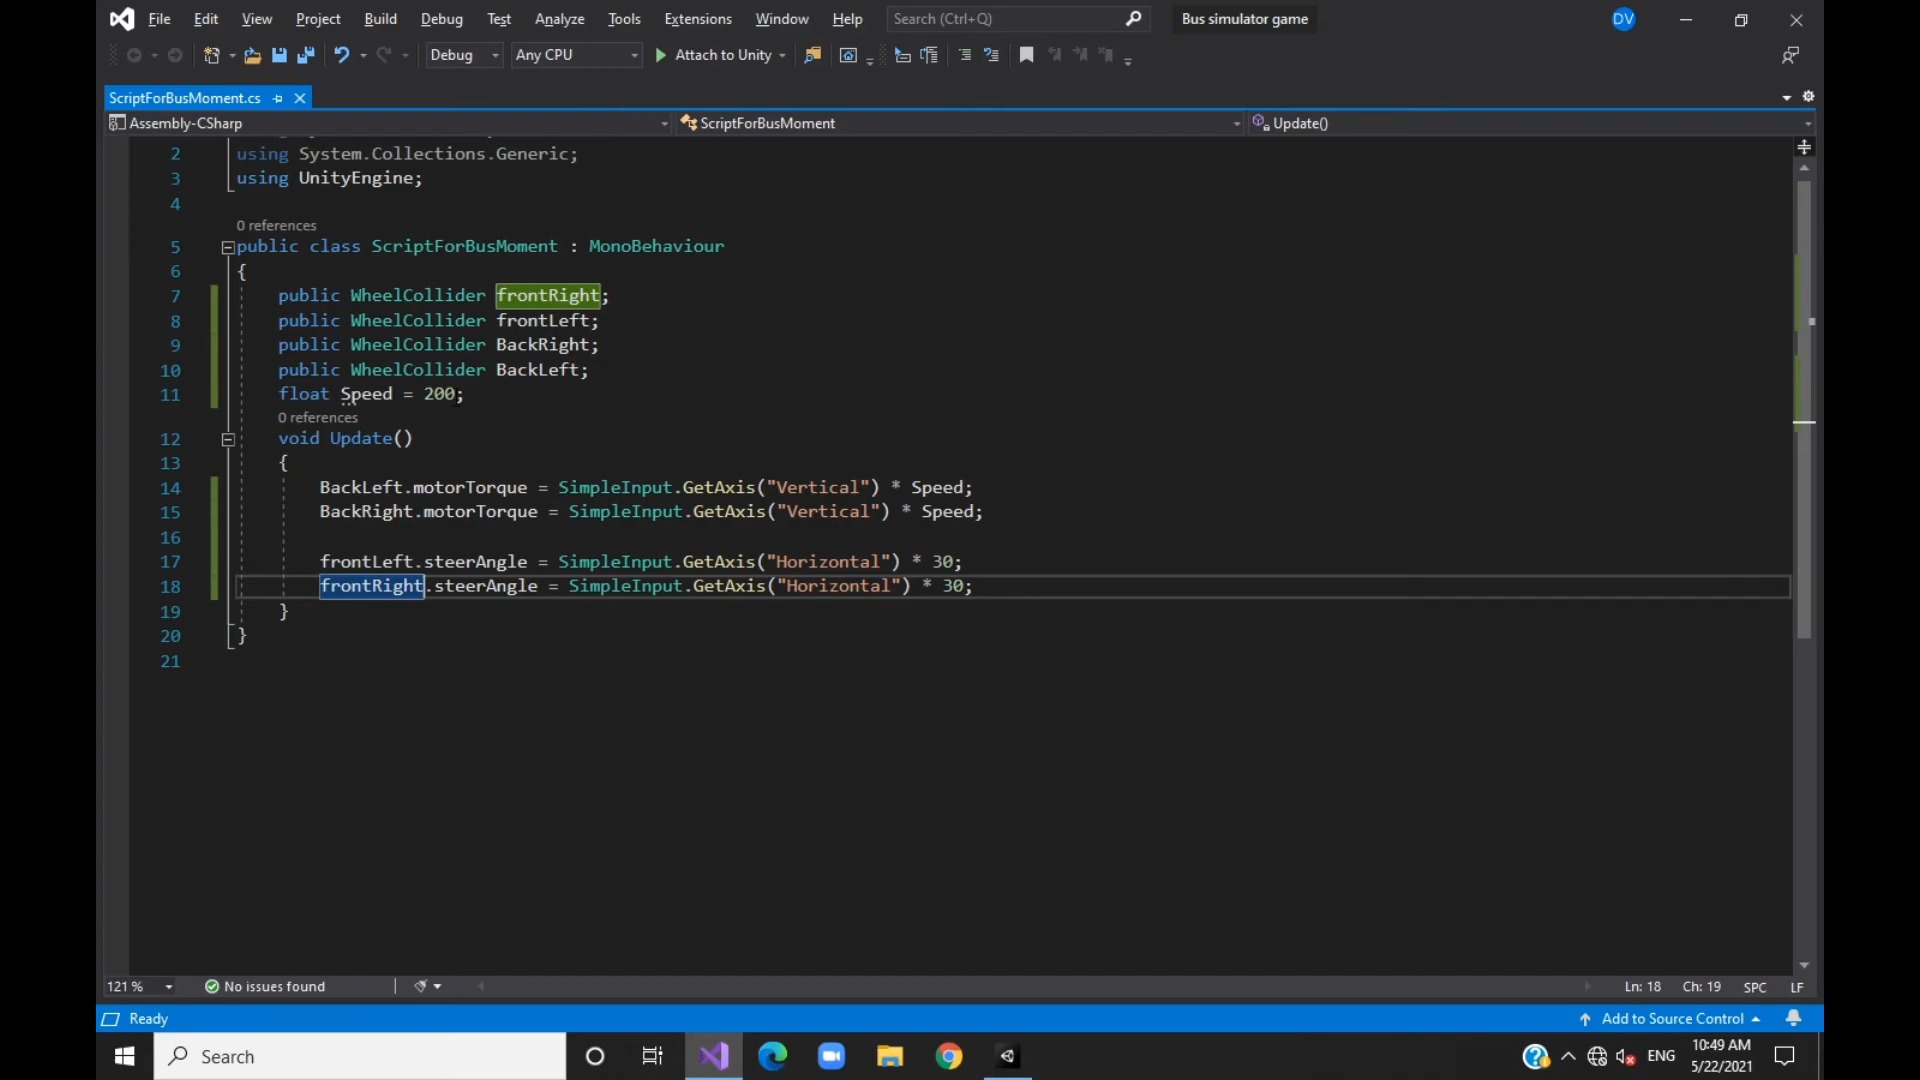 File Edit View Project Build Debug Test Analyze Tools Extensions Window Help Search (Ctrl+Q) Bus simulator game DV
Debug Any CPU Attach to Unity
ScriptForBusMoment.cs
Assembly-CSharp ScriptForBusMoment Update()
2 using System.Collections.Generic;
3 using UnityEngine;
4
0 references
5 public class ScriptForBusMoment : MonoBehaviour
6 {
7 public WheelCollider frontRight;
8 public WheelCollider frontLeft;
9 public WheelCollider BackRight;
10 public WheelCollider BackLeft;
11 float Speed = 200;
0 references
12 void Update()
13 {
14 BackLeft.motorTorque = SimpleInput.GetAxis("Vertical") * Speed;
15 BackRight.motorTorque = SimpleInput.GetAxis("Vertical") * Speed;
16
17 frontLeft.steerAngle = SimpleInput.GetAxis("Horizontal") * 30;
18 frontRight.steerAngle = SimpleInput.GetAxis("Horizontal") * 30;
19 }
20 }
21
121 % No issues found Ln: 18 Ch: 19 SPC LF
Ready Add to Source Control
Search ENG 10:49 AM
5/22/2021